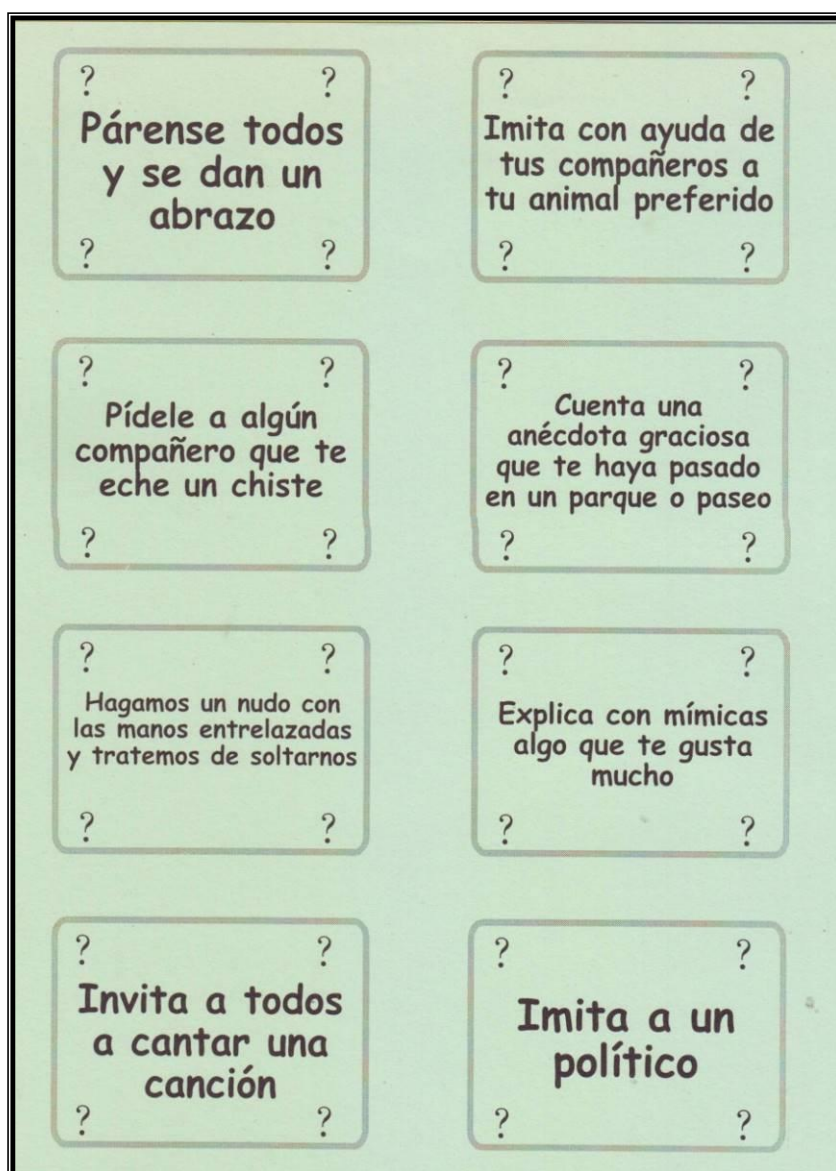 ? ?
Párense todos
y se dan un
abrazo
? ?
? ?
Imita con ayuda de
tus compañeros a
tu animal preferido
? ?
? ?
Pídele a algún
compañero que te
eche un chiste
? ?
? ?
Cuenta una
anécdota graciosa
que te haya pasado
en un parque o paseo
? ?
? ?
Hagamos un nudo con
las manos entrelazadas
y tratemos de soltarnos
? ?
? ?
Explica con mímicas
algo que te gusta
mucho
? ?
? ?
Invita a todos
a cantar una
canción
? ?
? ?
Imita a un
político
? ?